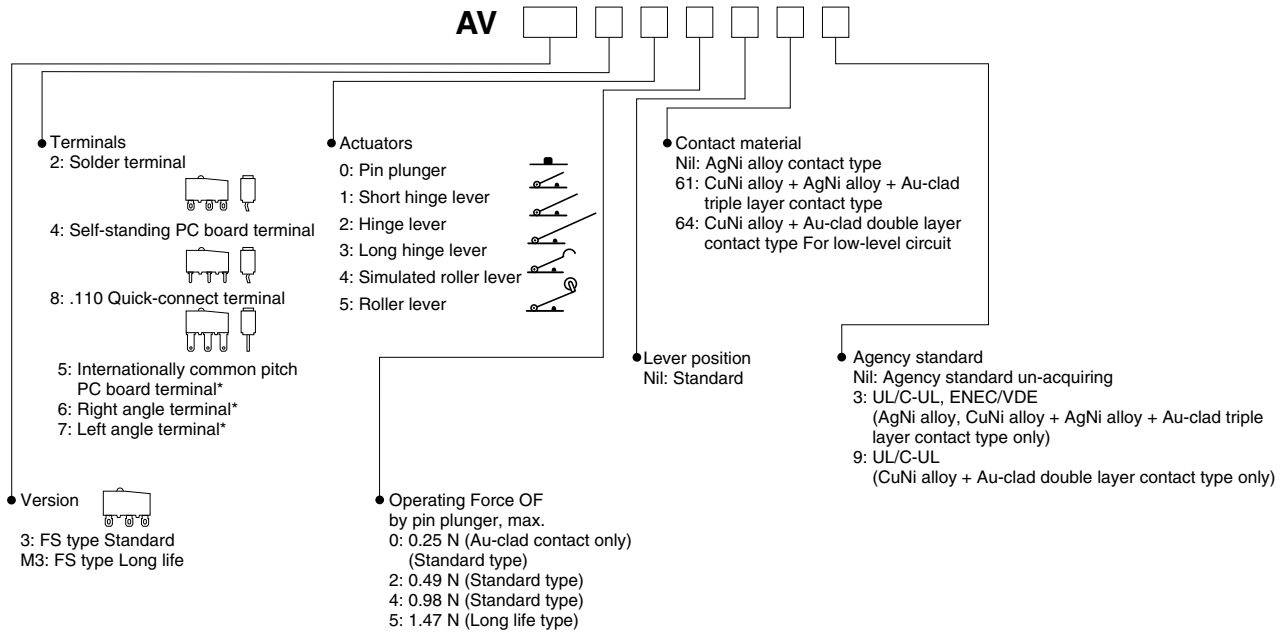 AV
Terminals
2: Solder terminal
4: Self-standing PC board terminal
8: .110 Quick-connect terminal
5: Internationally common pitch
PC board terminal*
6: Right angle terminal*
7: Left angle terminal*
Actuators
0: Pin plunger
1: Short hinge lever
2: Hinge lever
3: Long hinge lever
4: Simulated roller lever
5: Roller lever
Contact material
Nil: AgNi alloy contact type
61: CuNi alloy + AgNi alloy + Au-clad
triple layer contact type
64: CuNi alloy + Au-clad double layer
contact type For low-level circuit
Lever position
Nil: Standard
Agency standard
Nil: Agency standard un-acquiring
3: UL/C-UL, ENEC/VDE
(AgNi alloy, CuNi alloy + AgNi alloy + Au-clad triple
layer contact type only)
9: UL/C-UL
(CuNi alloy + Au-clad double layer contact type only)
Version
3: FS type Standard
M3: FS type Long life
Operating Force OF
by pin plunger, max.
0: 0.25 N (Au-clad contact only)
(Standard type)
2: 0.49 N (Standard type)
4: 0.98 N (Standard type)
5: 1.47 N (Long life type)